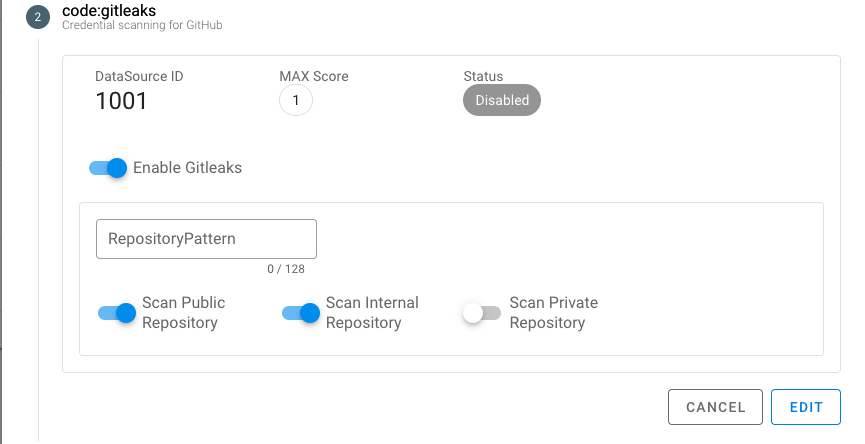 2
code:gitleaks
Credential scanning for GitHub
DataSource ID
MAX Score
Status
1001
1
Disabled
Enable Gitleaks
RepositoryPattern
0 / 128
Scan Public
Repository
Scan Internal
Repository
Scan Private
Repository
CANCEL
EDIT